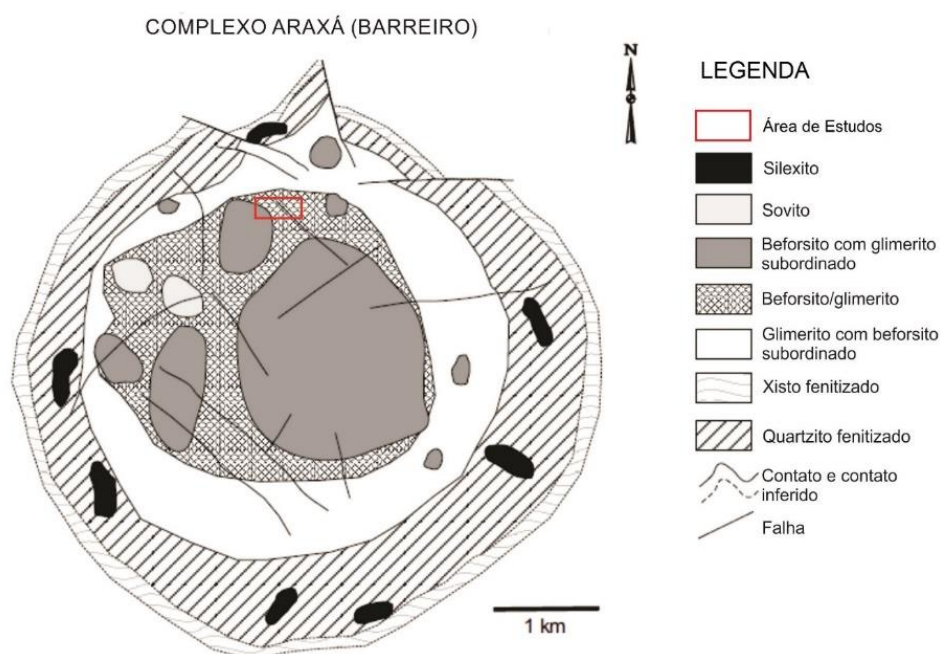 COMPLEXO ARAXÁ (BARREIRO)
N
LEGENDA
Área de Estudos
Silexito
Sovito
Beforsito com glimerito
subordinado
Beforsito/glimerito
Glimerito com beforsito
subordinado
Xisto fenitizado
Quartzito fenitizado
Contato e contato
inferido
Falha
1 km